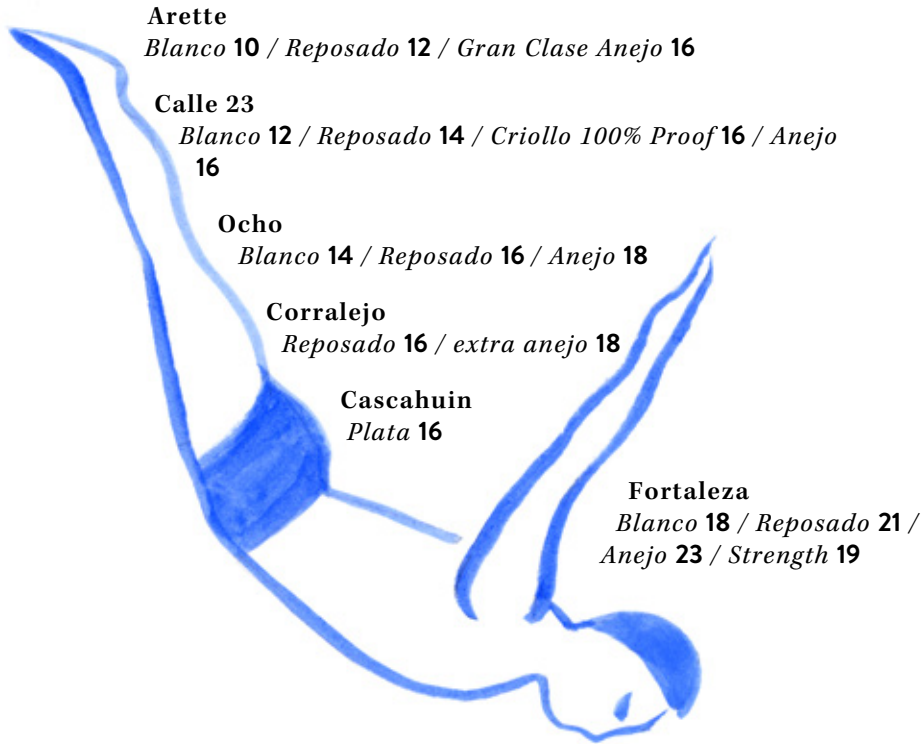 Arette
Blanco 10 / Reposado 12 / Gran Clase Anejo 16
Calle 23
Blanco 12 / Reposado 14 / Criollo 100% Proof 16 / Anejo
16
Ocho
Blanco 14 / Reposado 16 / Anejo 18
Corralejo
Reposado 16 / extra anejo 18
Cascahuin
Plata 16
Fortaleza
Blanco 18 / Reposado 21 /
Anejo 23 / Strength 19